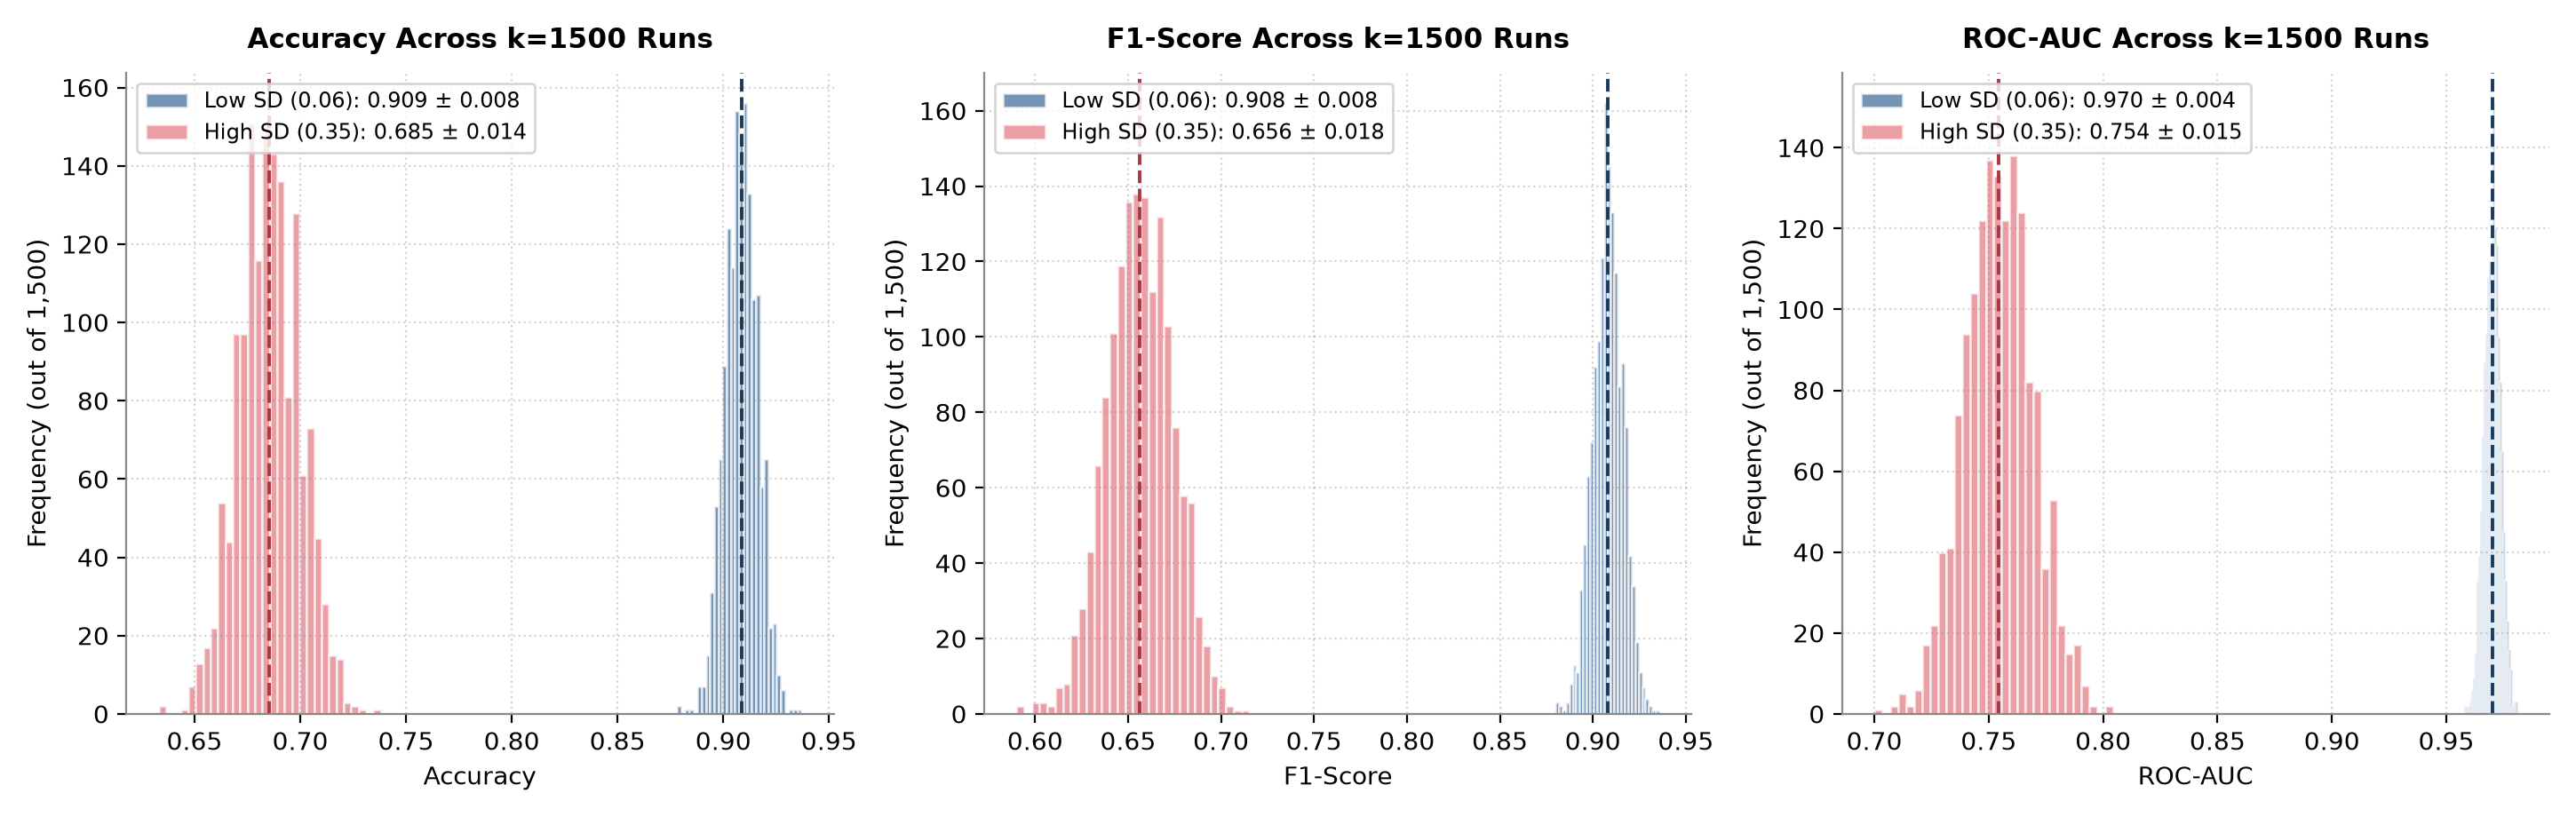 Accuracy Across k=1500 Runs
Low SD (0.06): 0.909 ± 0.008
High SD (0.35): 0.685 ± 0.014
Frequency (out of 1,500)
160
140
120
100
80
60
40
20
0
0.65 0.70 0.75 0.80 0.85 0.90 0.95
Accuracy
F1-Score Across k=1500 Runs
Low SD (0.06): 0.908 ± 0.008
High SD (0.35): 0.656 ± 0.018
Frequency (out of 1,500)
160
140
120
100
80
60
40
20
0
0.60 0.65 0.70 0.75 0.80 0.85 0.90 0.95
F1-Score
ROC-AUC Across k=1500 Runs
Low SD (0.06): 0.970 ± 0.004
High SD (0.35): 0.754 ± 0.015
Frequency (out of 1,500)
140
120
100
80
60
40
20
0
0.70 0.75 0.80 0.85 0.90 0.95
ROC-AUC